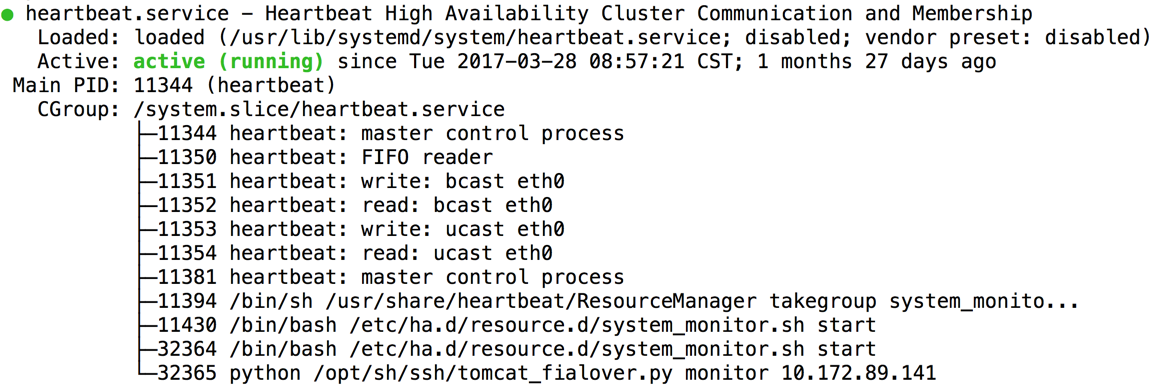 ● heartbeat.service - Heartbeat High Availability Cluster Communication and Membership
Loaded: loaded (/usr/lib/systemd/system/heartbeat.service; disabled; vendor preset: disabled)
Active: active (running) since Tue 2017-03-28 08:57:21 CST; 1 months 27 days ago
Main PID: 11344 (heartbeat)
CGroup: /system.slice/heartbeat.service
├─11344 heartbeat: master control process
├─11350 heartbeat: FIFO reader
├─11351 heartbeat: write: bcast eth0
├─11352 heartbeat: read: bcast eth0
├─11353 heartbeat: write: ucast eth0
├─11354 heartbeat: read: ucast eth0
├─11381 heartbeat: master control process
├─11394 /bin/sh /usr/share/heartbeat/ResourceManager takegroup system_monito...
├─11430 /bin/bash /etc/ha.d/resource.d/system_monitor.sh start
├─32364 /bin/bash /etc/ha.d/resource.d/system_monitor.sh start
└─32365 python /opt/sh/ssh/tomcat_fialover.py monitor 10.172.89.141